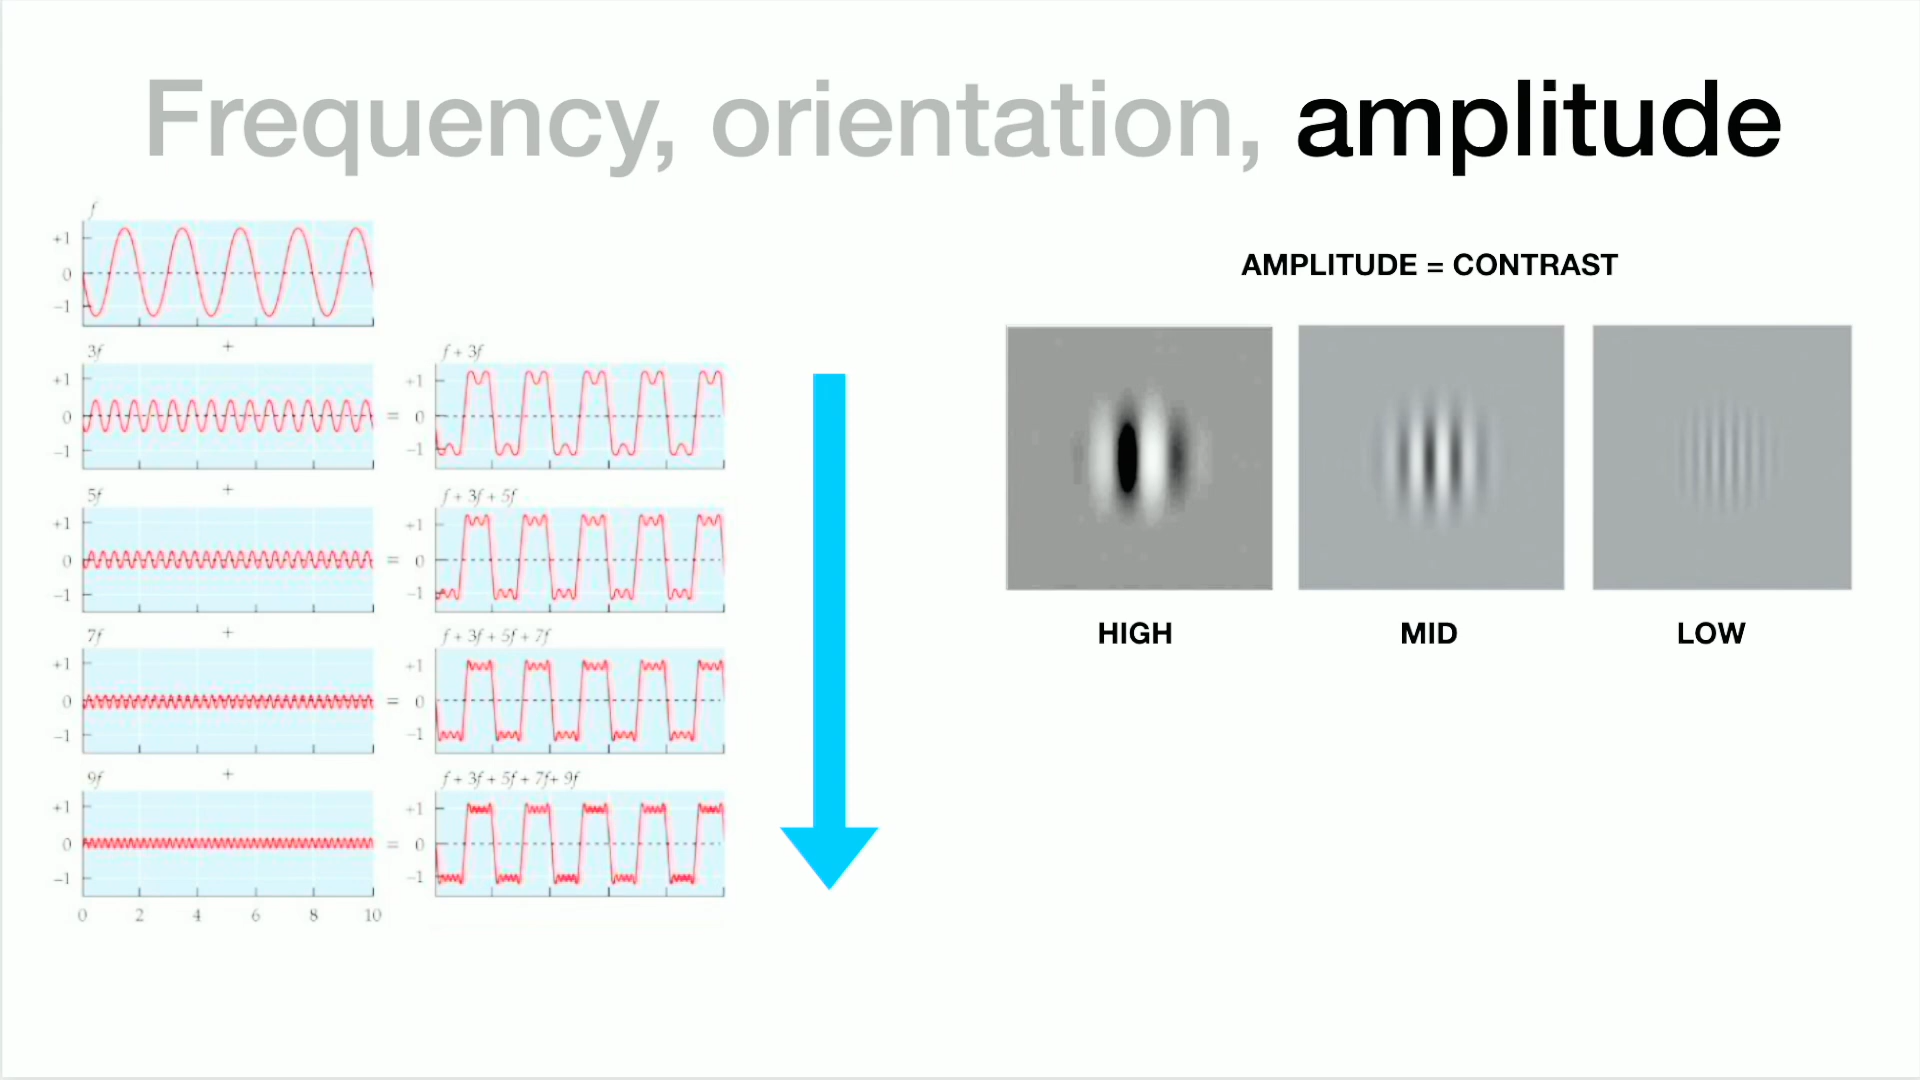 Frequency, orientation, amplitude
f
+1
0
−1
+
3f
+1
0
−1
=
f + 3f
+1
0
−1
+
5f
+1
0
−1
=
f + 3f + 5f
+1
0
−1
+
7f
+1
0
−1
=
f + 3f + 5f + 7f
+1
0
−1
+
9f
+1
0
−1
=
f + 3f + 5f + 7f+ 9f
+1
0
−1
0 2 4 6 8 10
AMPLITUDE = CONTRAST
HIGH MID LOW